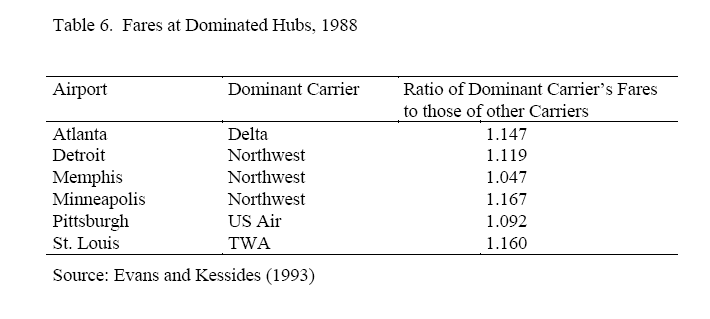 Table 6.  Fares at Dominated Hubs, 1988
Airport Dominant Carrier Ratio of Dominant Carrier’s Fares
to those of other Carriers
Atlanta Delta 1.147
Detroit Northwest 1.119
Memphis Northwest 1.047
Minneapolis Northwest 1.167
Pittsburgh US Air 1.092
St. Louis TWA 1.160
Source: Evans and Kessides (1993)